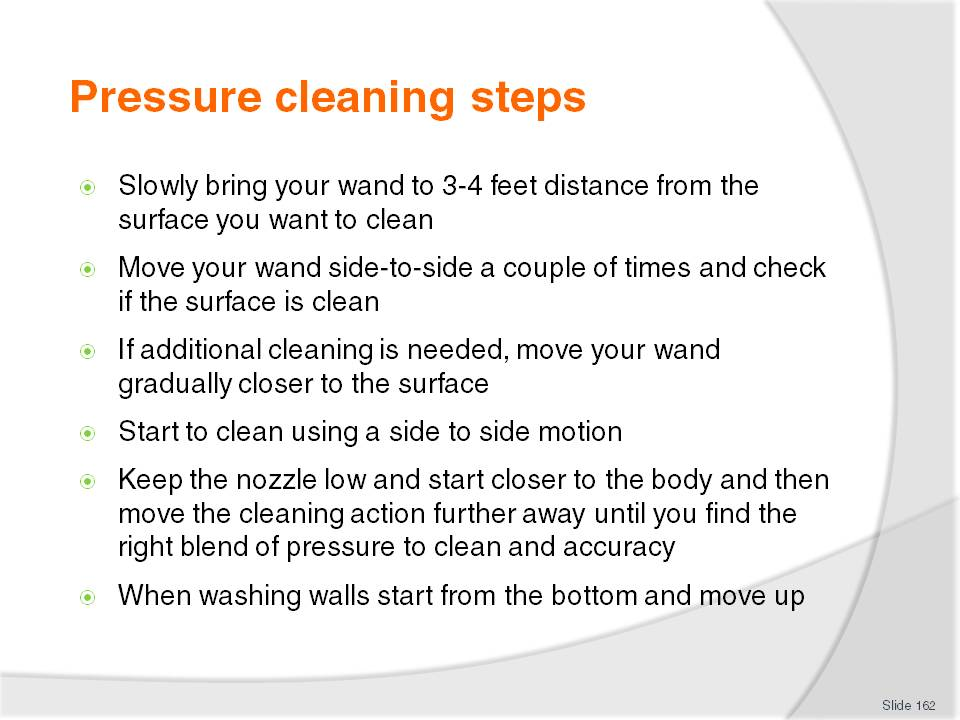 Pressure cleaning steps
Slowly bring your wand to 3-4 feet distance from the
surface you want to clean
Move your wand side-to-side a couple of times and check
if the surface is clean
If additional cleaning is needed, move your wand
gradually closer to the surface
Start to clean using a side to side motion
Keep the nozzle low and start closer to the body and then
move the cleaning action further away until you find the
right blend of pressure to clean and accuracy
When washing walls start from the bottom and move up
Slide 162